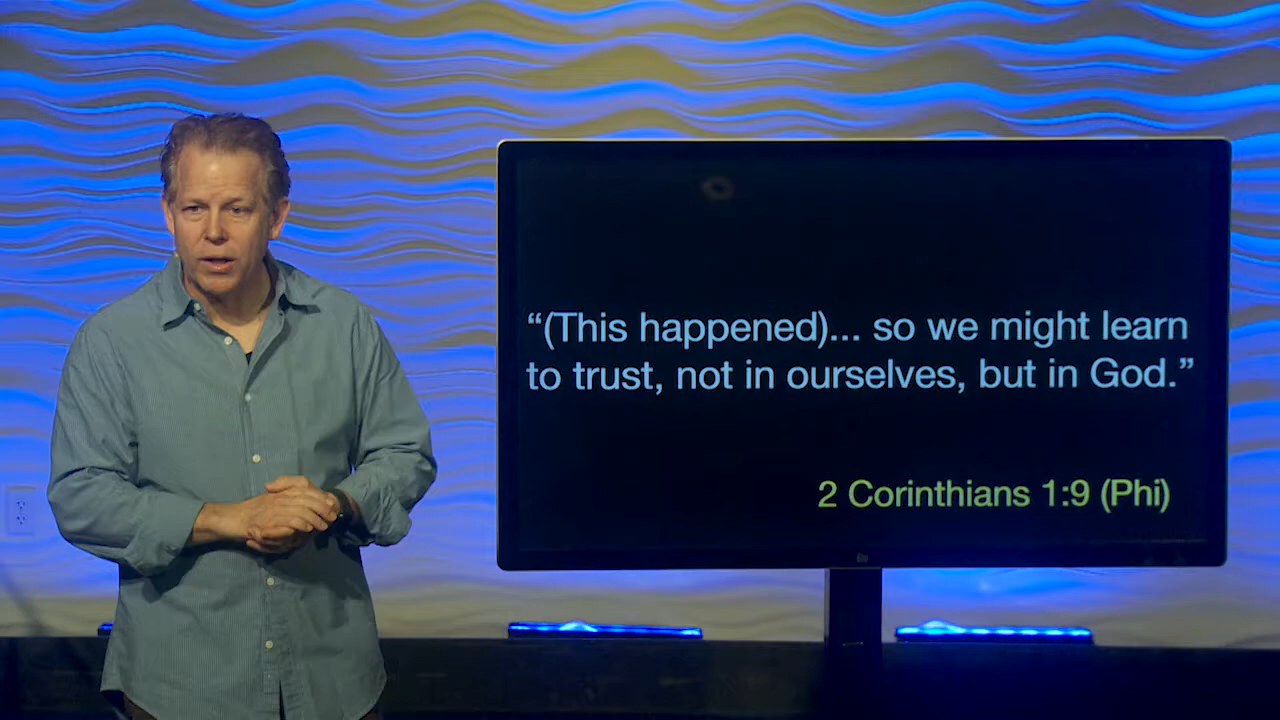 “(This happened)... so we might learn
to trust, not in ourselves, but in God.”
2 Corinthians 1:9 (Phi)